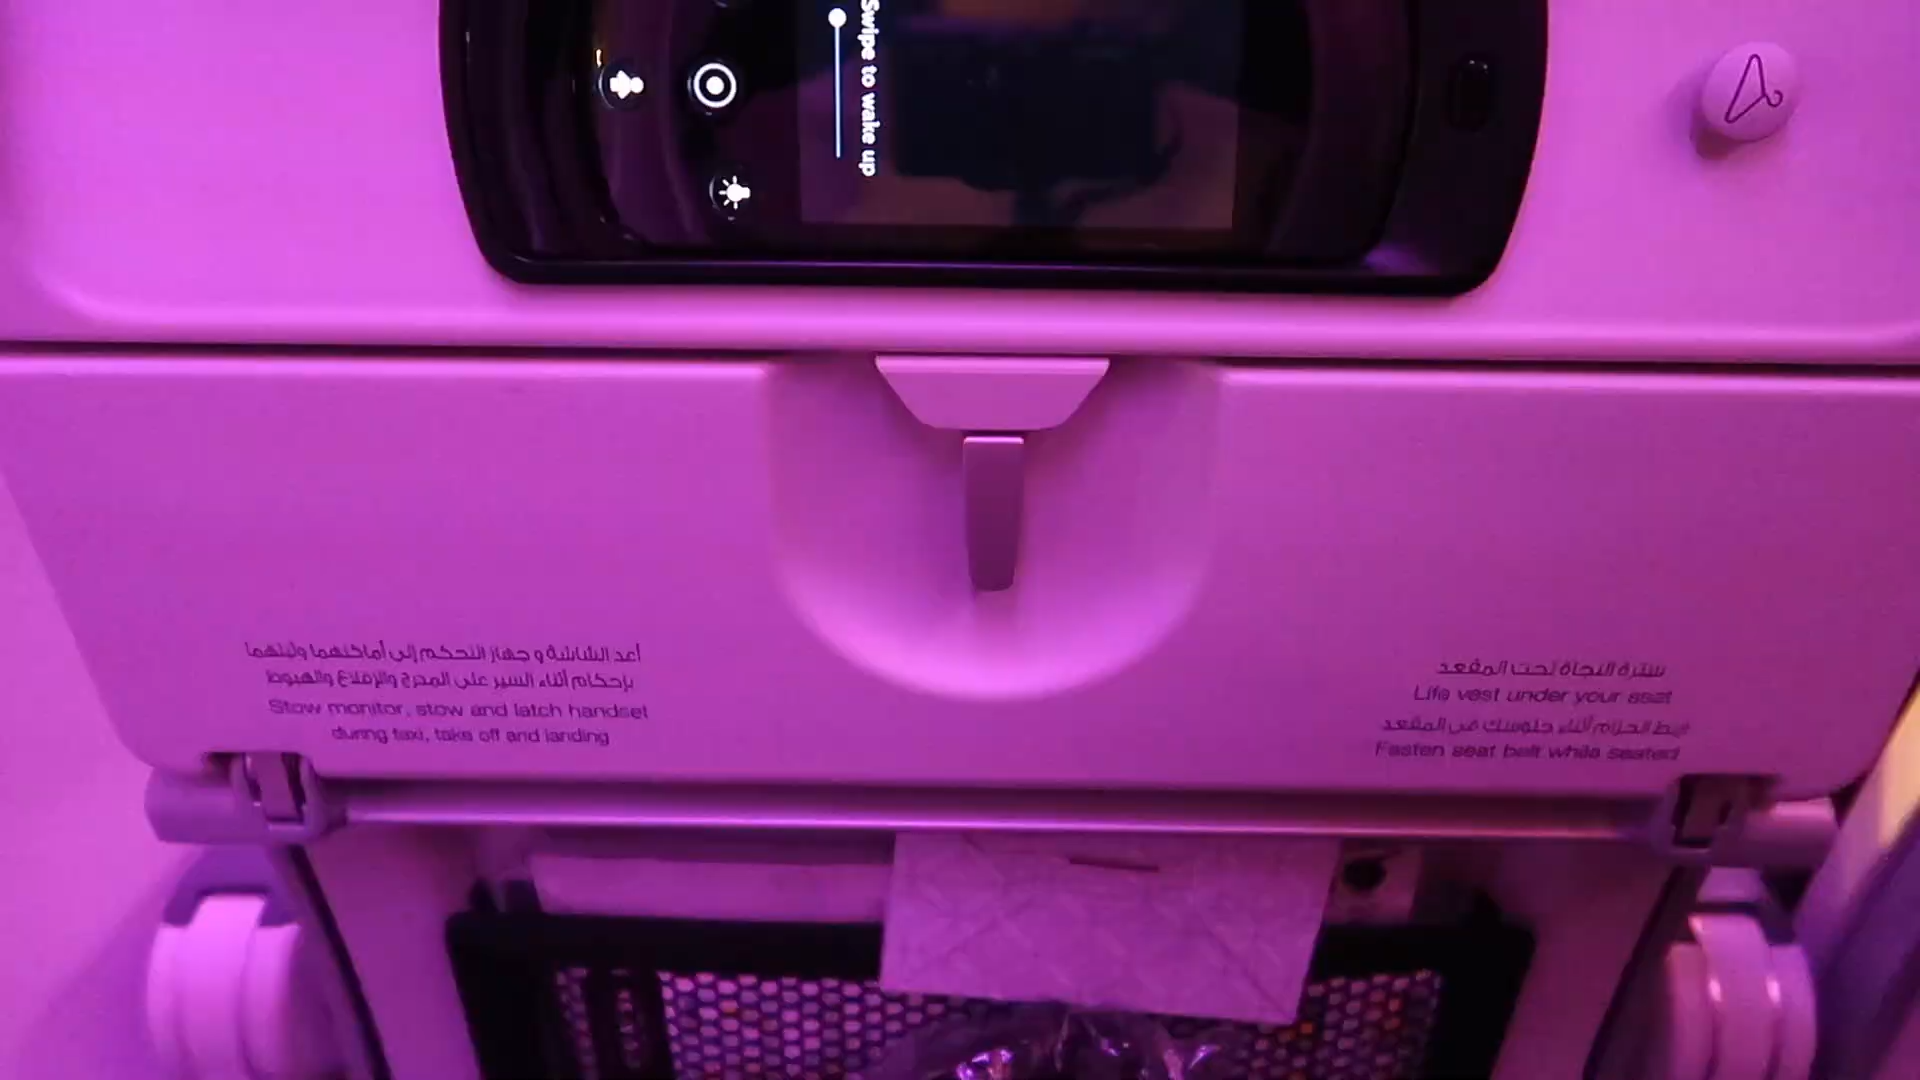 Swipe to wake up
أعد الشاشة و جهاز التحكم إلى أماكنهما وثبتهما
بإحكام أثناء السير على المدرج والإقلاع والهبوط
Stow monitor, stow and latch handset
during taxi, take off and landing
سترة النجاة تحت المقعد
Life vest under your seat
اربط الحزام أثناء جلوسك في المقعد
Fasten seat belt while seated